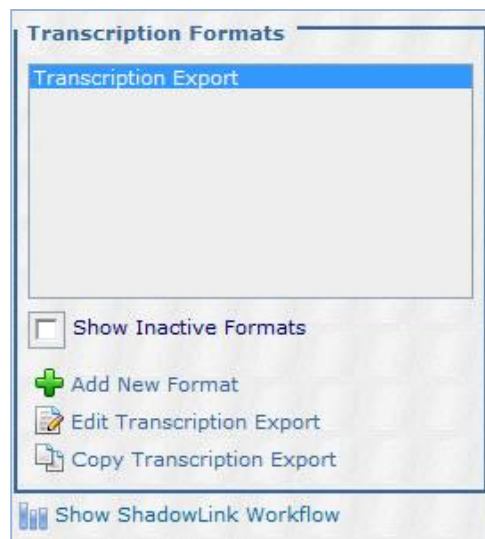 Transcription Formats
Transcription Export
Show Inactive Formats
Add New Format
Edit Transcription Export
Copy Transcription Export
Show ShadowLink Workflow